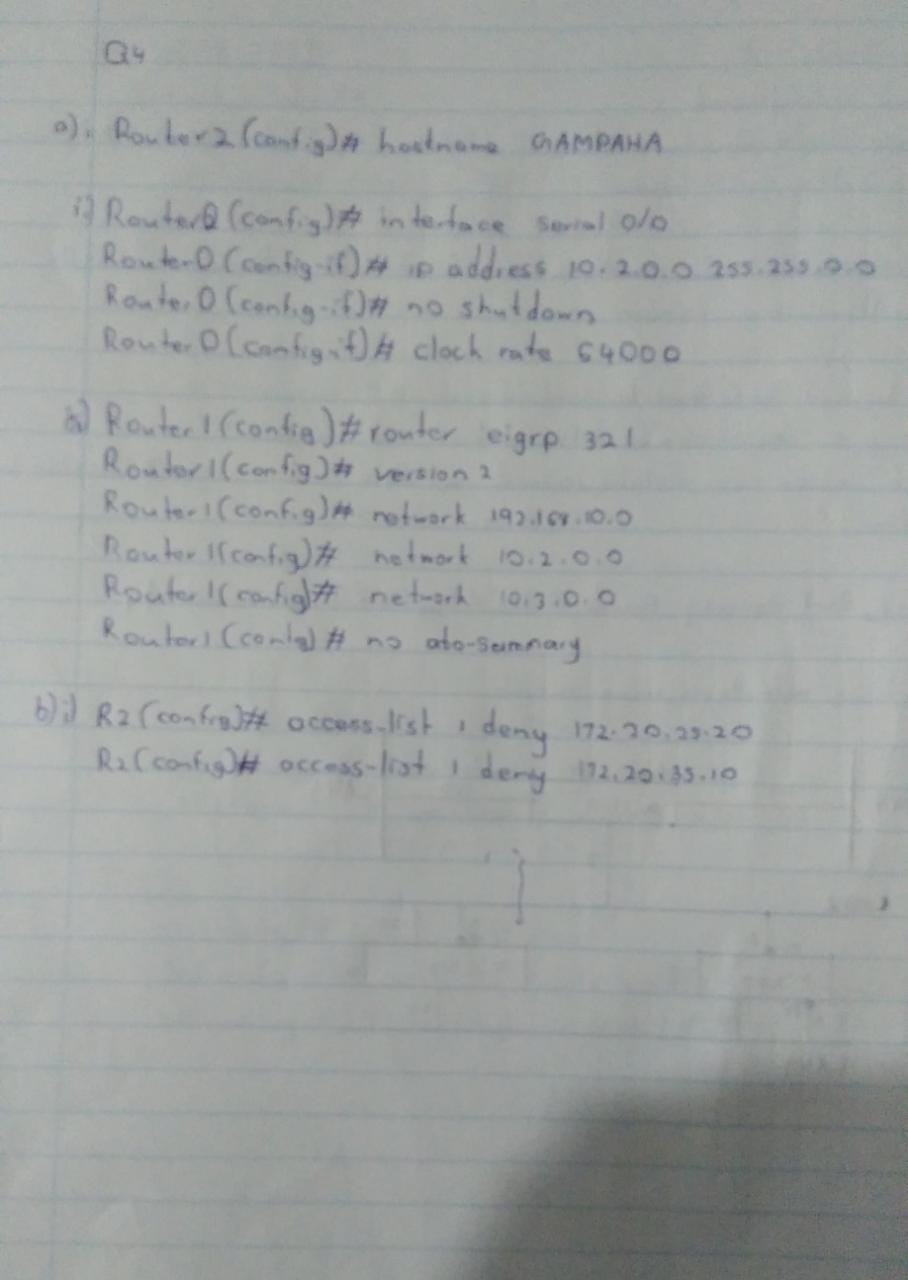 Q4
a). Router2 (config)# hostname GAMPAHA
i) Router0 (config)# interface serial 0/0
Router0 (config-if)# ip address 10.2.0.0 255.255.0.0
Router0 (config-if)# no shutdown
Router0 (config-if)# clock rate 64000
Router1 (config)# router eigrp 321
Router1 (config)# version 2
Router1 (config)# network 192.168.10.0
Router1 (config)# network 10.2.0.0
Router1 (config)# network 10.3.0.0
Router1 (config) # no ato-summary
b) i) R2 (config)# access-list 1 deny 172.20.25.20
R2 (config)# access-list 1 deny 172.20.35.10